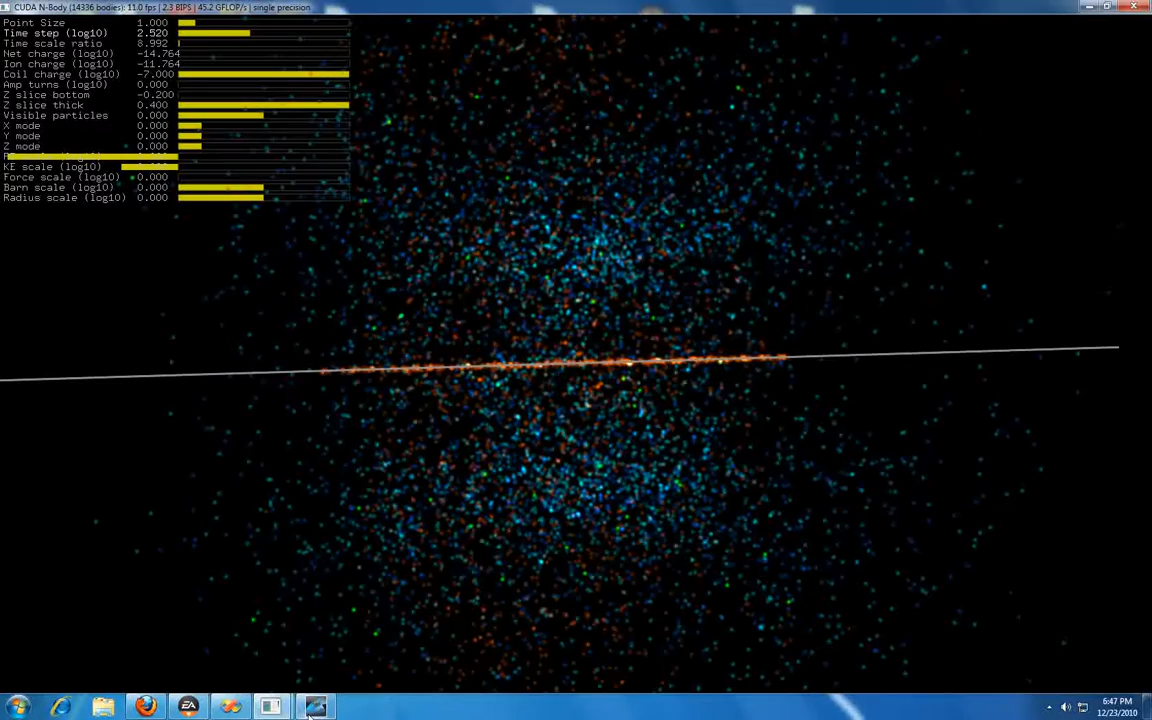 CUDA N-Body (14336 bodies): 11.0 fps | 2.3 BIPS | 45.2 GFLOP/s | single precision
Point Size 1.000
Time step (log10) 2.520
Time scale ratio 8.992
Net charge (log10) -14.764
Ion charge (log10) -11.764
Coil charge (log10) -7.000
Amp turns (log10) 0.000
Z slice bottom -0.200
Z slice thick 0.400
Visible particles 0.000
X mode 0.000
Y mode 0.000
Z mode 0.000
KE scale (log10)
Force scale (log10) 0.000
Barn scale (log10) 0.000
Radius scale (log10) 0.000
EA
6:47 PM
12/23/2010